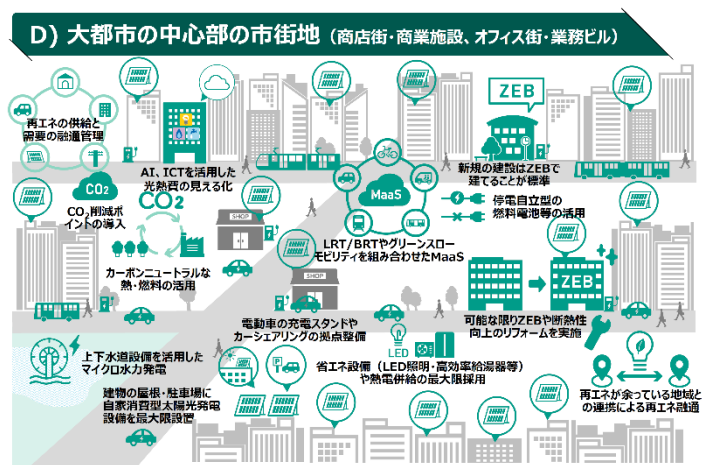 D) 大都市の中心部の市街地（商店街・商業施設、オフィス街・業務ビル）
再エネの供給と
需要の融通管理
CO2
CO2削減ポ
イントの導入
AI、ICTを活用した
光熱費の見える化
CO2
カーボンニュートラルな
熱・燃料の活用
SHOP
SHOP
MaaS
LRT/BRTやグリーンスロー
モビリティを組み合わせたMaaS
ZEB
新規の建設はZEBで
建てることが標準
停電自立型の
燃料電池等の活用
ZEB
可能な限りZEBや断熱性
向上のリフォームを実施
電動車の充電スタンドや
カーシェアリングの拠点整備
LED
省エネ設備（LED照明・高効率給湯器等）
や熱電併給の最大限採用
上下水道設備を活用した
マイクロ水力発電
建物の屋根・駐車場に
自家消費型太陽光発電
設備を最大限設置
P
再エネが余っている地域と
の連携による再エネ融通